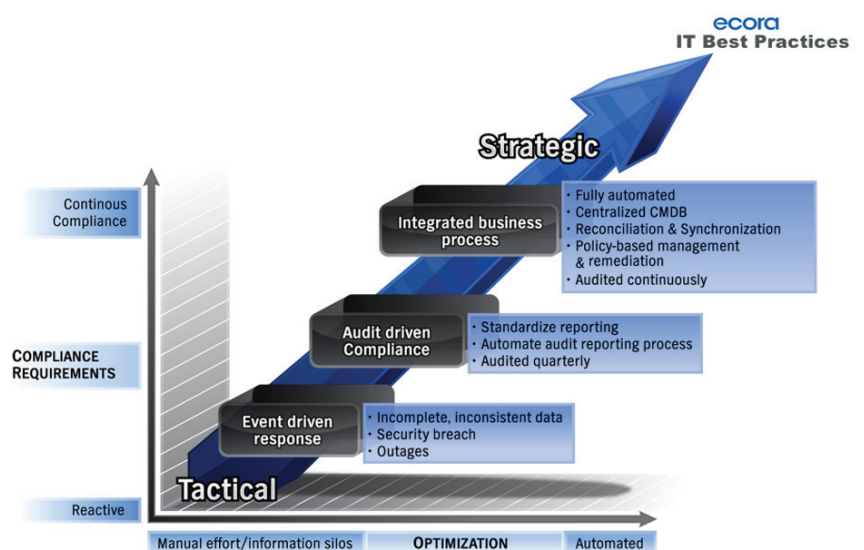 ecora
IT Best Practices
Strategic
Continous
Compliance
Integrated business
process
· Fully automated
· Centralized CMDB
· Reconciliation & Synchronization
· Policy-based management
& remediation
· Audited continuously
COMPLIANCE
REQUIREMENTS
Audit driven
Compliance
· Standardize reporting
· Automate audit reporting process
· Audited quarterly
Event driven
response
· Incomplete, inconsistent data
· Security breach
· Outages
Tactical
Reactive
Manual effort/information silos
OPTIMIZATION
Automated